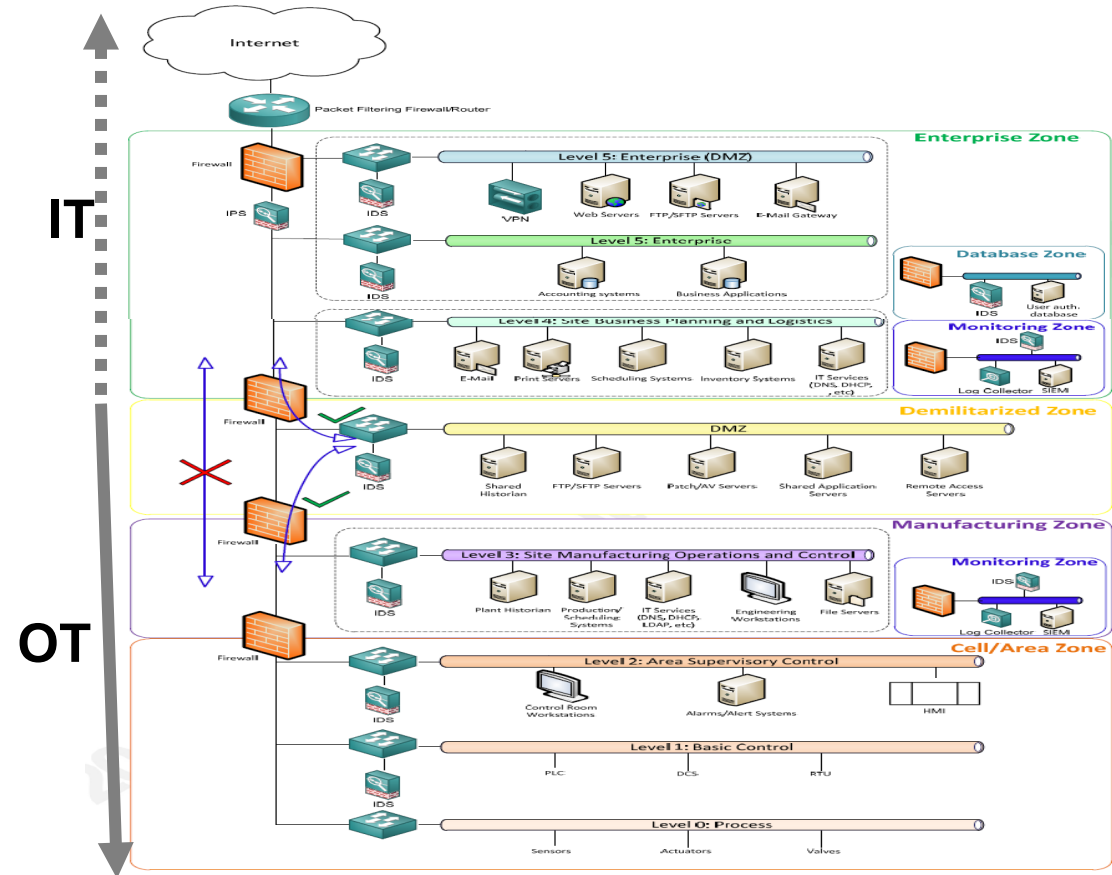 Internet
Packet Filtering Firewall/Router
Enterprise Zone
Firewall
Level 5: Enterprise (DMZ)
IT
IPS
IDS
VPN
Web Servers
FTP/SFTP Servers
E-Mail Gateway
Level 5: Enterprise
IDS
Accounting systems
Business Applications
Database Zone
IDS
User auth.
database
Level 4: Site Business Planning and Logistics
IDS
E-Mail
Print Servers
Scheduling Systems
Inventory Systems
IT Services
(DNS, DHCP,
, etc)
Monitoring Zone
IDS
Log Collector
SIEM
Firewall
Demilitarized Zone
DMZ
IDS
Shared
Historian
FTP/SFTP Servers
Patch/AV Servers
Shared Application
Servers
Remote Access
Servers
Firewall
Manufacturing Zone
Level 3: Site Manufacturing Operations and Control
IDS
Plant Historian
Production/
Scheduling
Systems
IT Services
(DNS, DHCP,
LDAP, etc)
Engineering
Workstations
File Servers
Monitoring Zone
IDS
Log Collector
SIEM
OT
Firewall
Cell/Area Zone
Level 2: Area Supervisory Control
IDS
Control Room
Workstations
Alarms/Alert Systems
HMI
Level 1: Basic Control
IDS
PLC
DCS
RTU
Level 0: Process
Sensors
Actuators
Valves